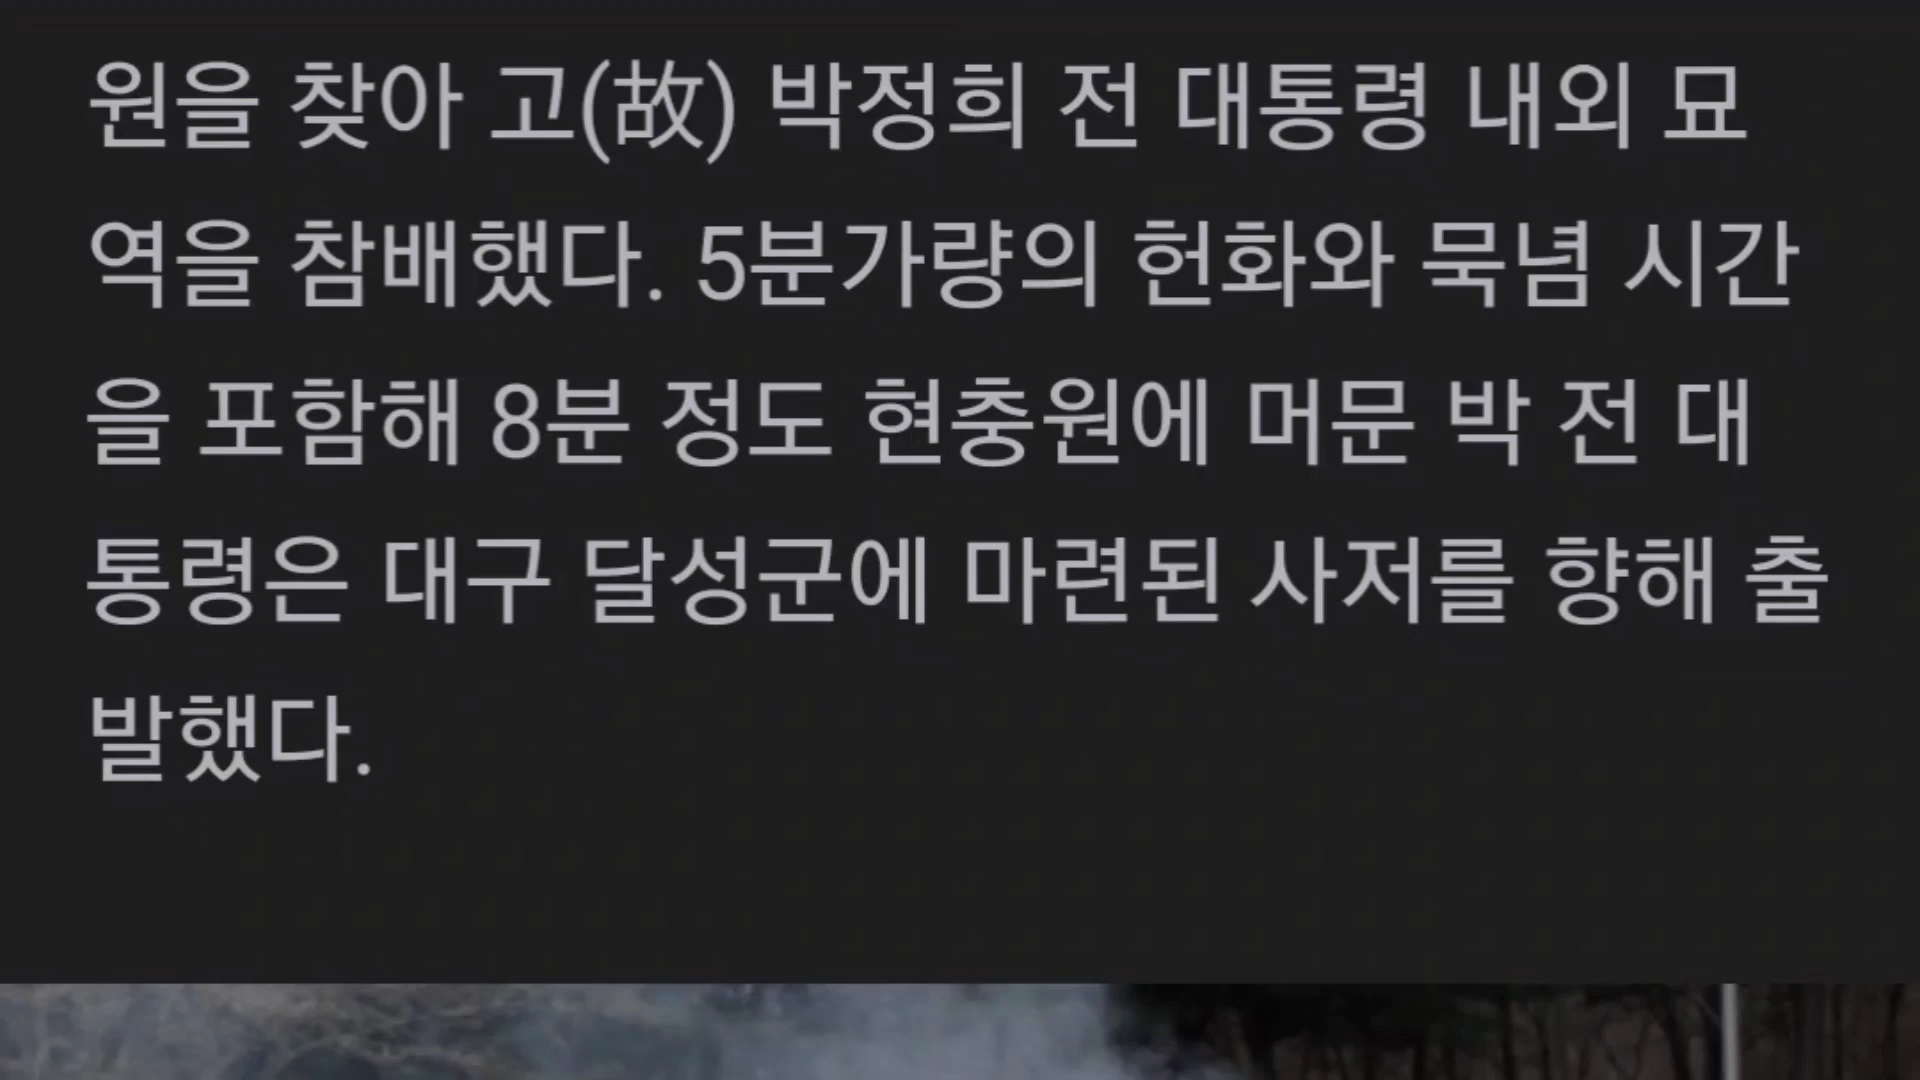 원을 찾아 고(故) 박정희 전 대통령 내외 묘
역을 참배했다. 5분가량의 헌화와 묵념 시간
을 포함해 8분 정도 현충원에 머문 박 전 대
통령은 대구 달성군에 마련된 사저를 향해 출
발했다.